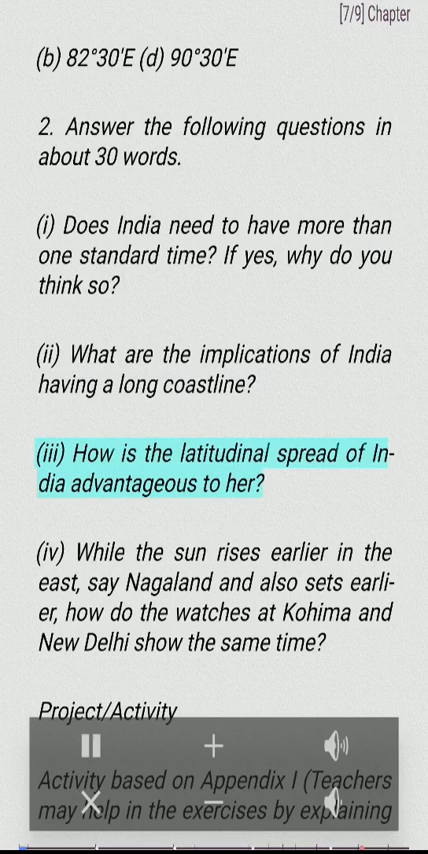 [7/9] Chapter
(b) 82°30'E (d) 90°30'E
2. Answer the following questions in
about 30 words.
(i) Does India need to have more than
one standard time? If yes, why do you
think so?
(ii) What are the implications of India
having a long coastline?
(iii) How is the latitudinal spread of In-
dia advantageous to her?
(iv) While the sun rises earlier in the
east, say Nagaland and also sets earli-
er, how do the watches at Kohima and
New Delhi show the same time?
Project/Activity
Activity based on Appendix I (Teachers
may help in the exercises by explaining